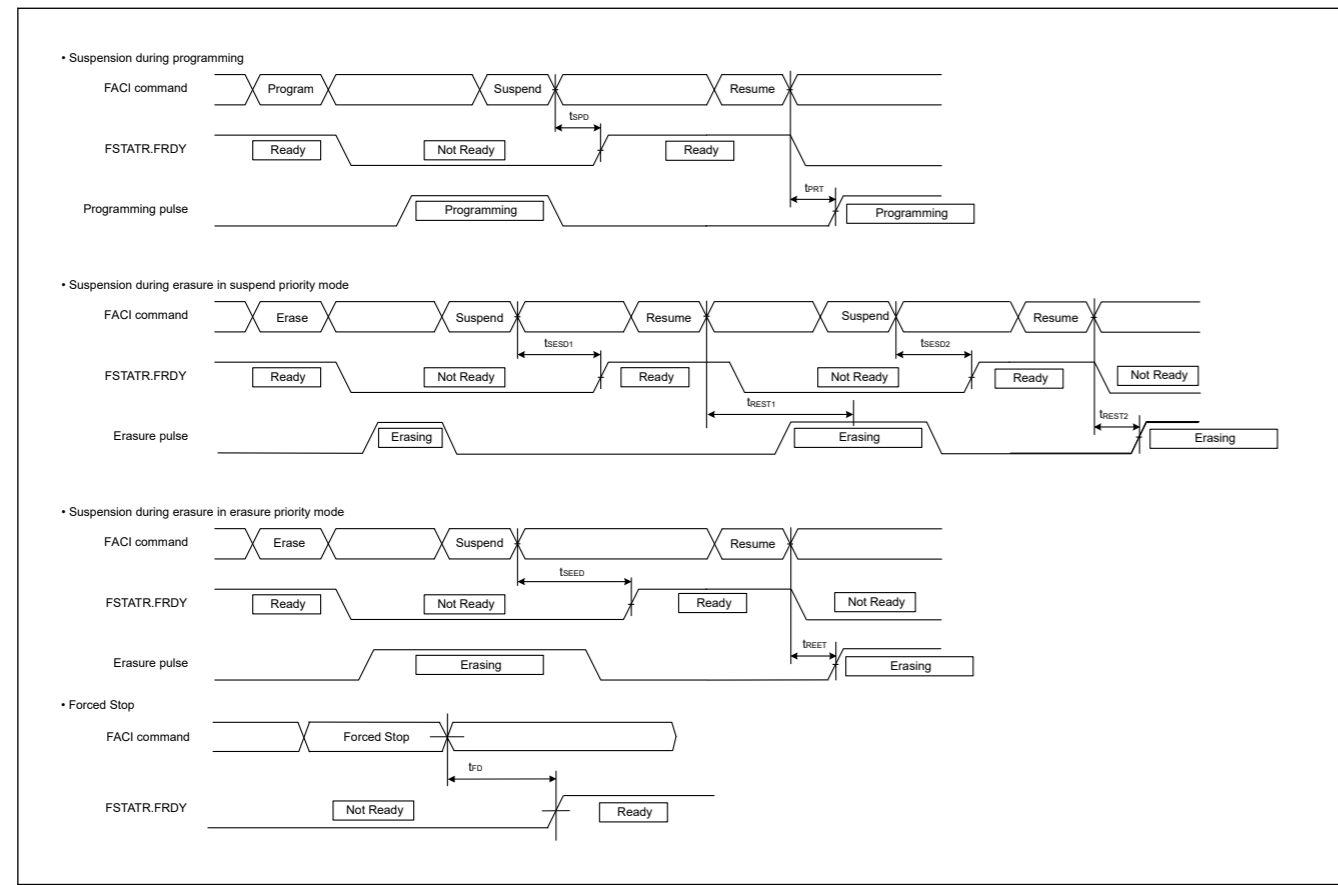 • Suspension during programming
FACI command Program Suspend Resume
tSPD
FSTATR.FRDY Ready Not Ready Ready
tPRT
Programming pulse Programming Programming
• Suspension during erasure in suspend priority mode
FACI command Erase Suspend Resume Suspend Resume
tSESD1 tSESD2
FSTATR.FRDY Ready Not Ready Ready Not Ready Ready Not Ready
tREST1 tREST2
Erasure pulse Erasing Erasing Erasing
• Suspension during erasure in erasure priority mode
FACI command Erase Suspend Resume
tSEED
FSTATR.FRDY Ready Not Ready Ready Not Ready
tREET
Erasure pulse Erasing Erasing
• Forced Stop
FACI command Forced Stop
tFD
FSTATR.FRDY Not Ready Ready